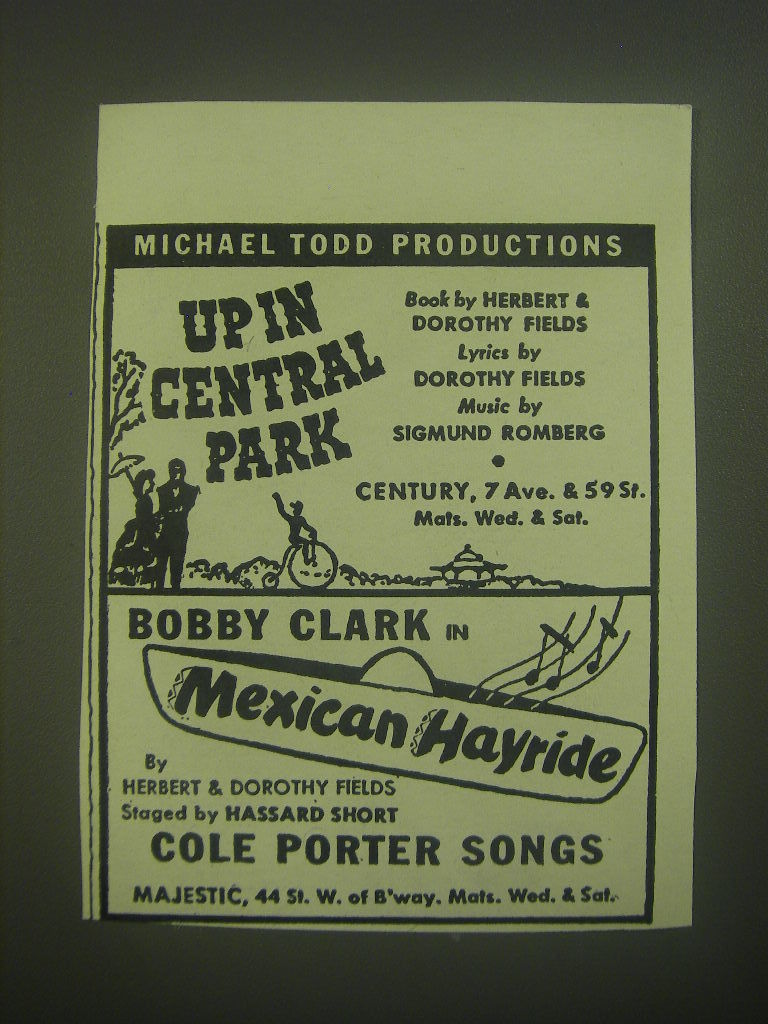 MICHAEL TODD PRODUCTIONS
UP IN
CENTRAL
PARK
Book by HERBERT &
DOROTHY FIELDS
Lyrics by
DOROTHY FIELDS
Music by
SIGMUND ROMBERG
•
CENTURY, 7 Ave. & 59 St.
Mats. Wed. & Sat.
BOBBY CLARK IN
Mexican Hayride
By
HERBERT & DOROTHY FIELDS
Staged by HASSARD SHORT
COLE PORTER SONGS
MAJESTIC, 44 St. W. of B'way. Mats. Wed. & Sat.